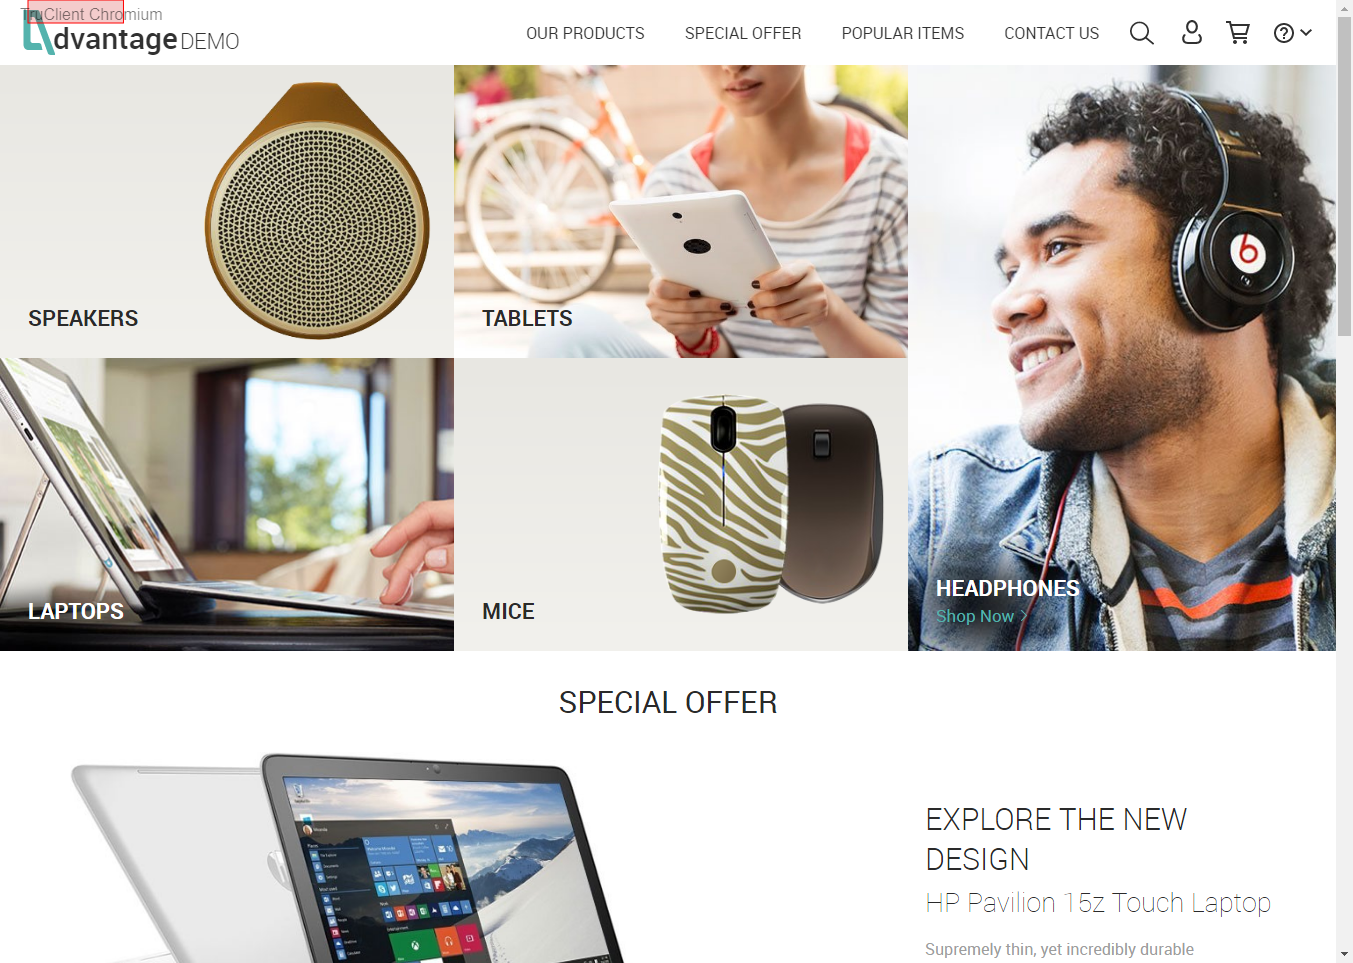 TruClient Chromium
dvantage DEMO
OUR PRODUCTS
SPECIAL OFFER
POPULAR ITEMS
CONTACT US
SPEAKERS
TABLETS
LAPTOPS
MICE
HEADPHONES
Shop Now
SPECIAL OFFER
EXPLORE THE NEW
DESIGN
HP Pavilion 15z Touch Laptop
Supremely thin, yet incredibly durable